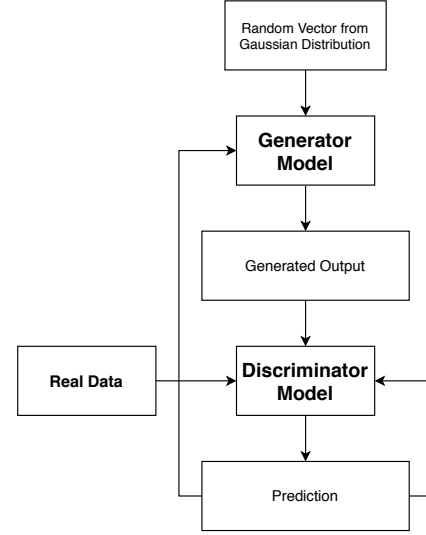 Random Vector from
Gaussian Distribution
Generator
Model
Generated Output
Real Data
Discriminator
Model
Prediction